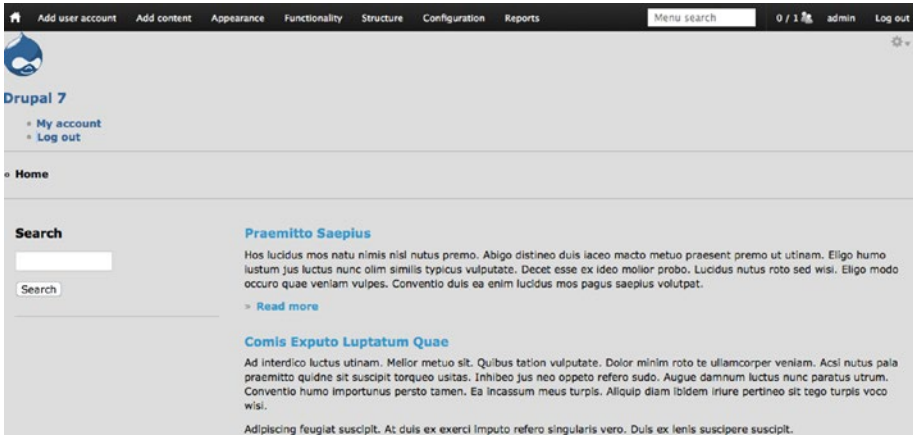 Add user account Add content Appearance Functionality Structure Configuration Reports Menu search 0 / 1 admin Log out
Drupal 7
My account
Log out
Home
Search
Search
Praemitto Saepius
Hos lucidus mos natu nimis nisl nutus premo. Abigo distineo duis iaceo macto metuo praesent premo ut utinam. Eligo humo
iustum jus luctus nunc olim similis typicus vulputate. Decet esse ex ideo molior probo. Lucidus nutus roto sed wisi. Eligo modo
occuro quae veniam vulpes. Conventio duis ea enim lucidus mos pagus saepius volutpat.
» Read more
Comis Exputo Luptatum Quae
Ad interdico luctus utinam. Melior metuo sit. Quibus tation vulputate. Dolor minim roto te ullamcorper veniam. Acsi nutus pala
praemitto quidne sit suscipit torqueo usitas. Inhibeo jus neo oppeto refero sudo. Augue damnum luctus nunc paratus utrum.
Conventio humo importunus persto tamen. Ea incassum meus turpis. Aliquip diam ibidem iriure pertineo sit tego turpis voco
wisi.
Adipiscing feugiat suscipit. At duis ex exerci imputo refero singularis vero. Duis ex lenis suscipere suscipit.